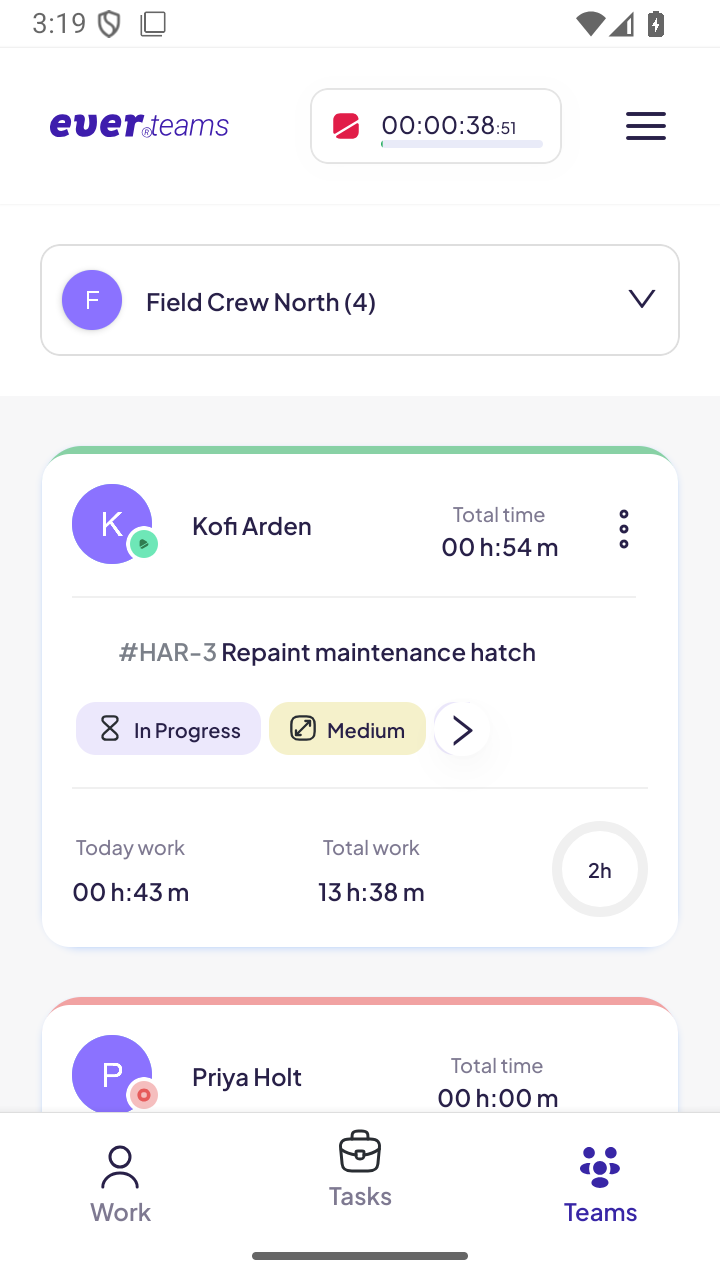 3:19
ever®teams
00:00:38:51
F
Field Crew North (4)
K
Kofi Arden
Total time
00 h:54 m
#HAR-3 Repaint maintenance hatch
In Progress
Medium
Today work
00 h:43 m
Total work
13 h:38 m
2h
P
Priya Holt
Total time
00 h:00 m
Work
Tasks
Teams